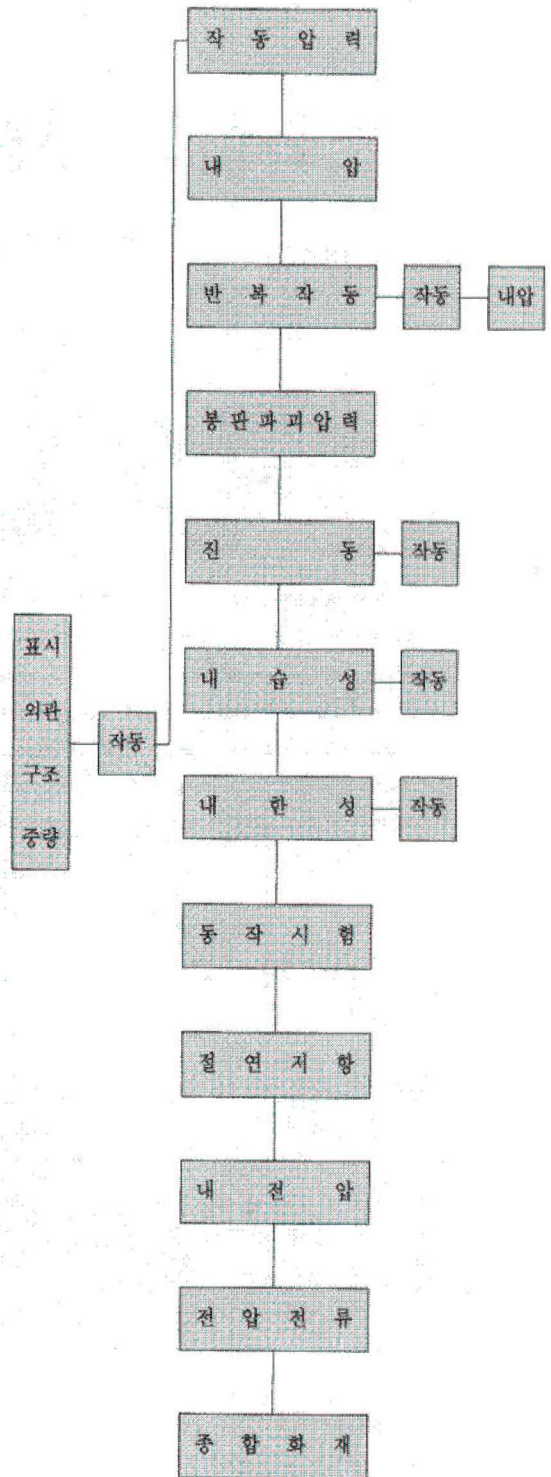 작 동 압 력
내 압
반 복 작 동 작동 내압
봉 판 파 괴 압 력
진 동 작동
내 습 성 작동
표시
외관
구조
중량
작동
내 한 성 작동
동 작 시 험
절 연 저 항
내 전 압
전 압 전 류
종 합 화 재